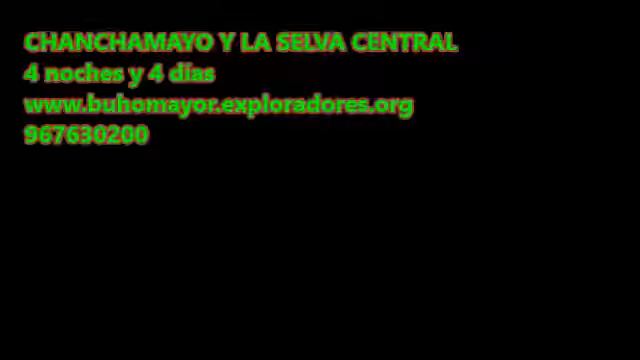 CHANCHAMAYO Y LA SELVA CENTRAL
4 noches y 4 dias
www.buhomayor.exploradores.org
967630200